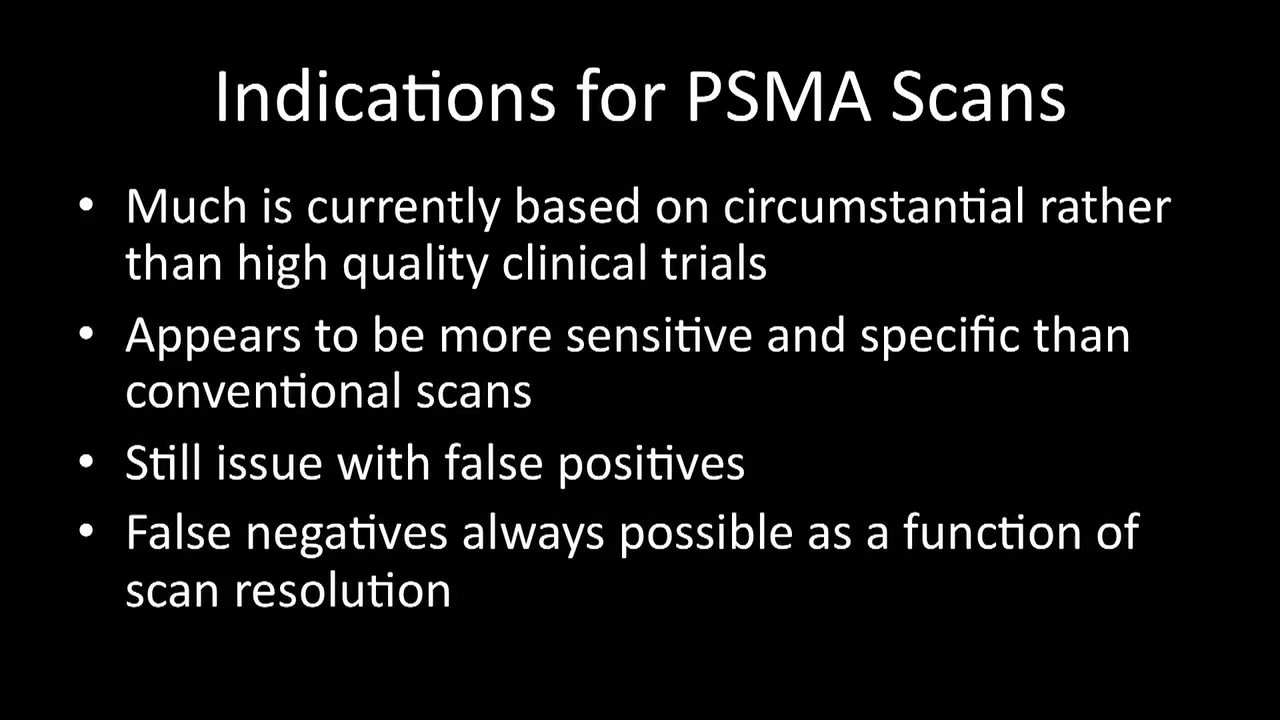 Indications for PSMA Scans
• Much is currently based on circumstantial rather
than high quality clinical trials
• Appears to be more sensitive and specific than
conventional scans
• Still issue with false positives
• False negatives always possible as a function of
scan resolution